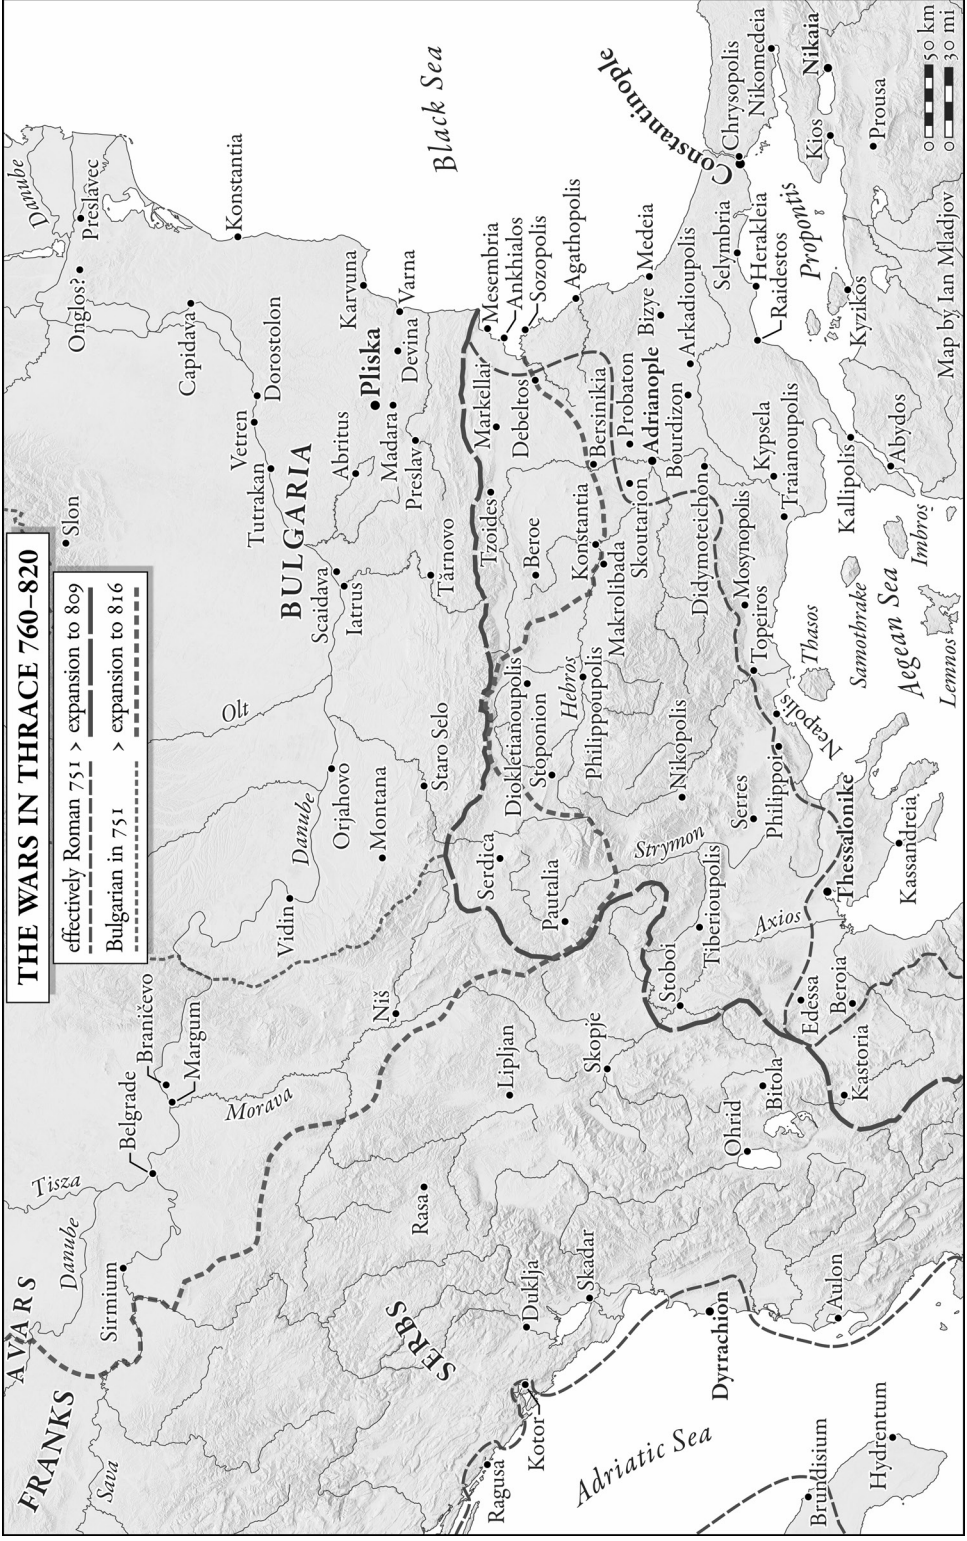 THE WARS IN THRACE 760–820
effectively Roman 751 > expansion to 809
Bulgarian in 751 > expansion to 816
AVARS
FRANKS
Danube
Tisza
Sava
Sirmium
Belgrade
Braničevo
Margum
Morava
Niš
Vidin
Danube
Orjahovo
Montana
Olt
Staro Selo
Slon
BULGARIA
Scaidava
Iatrus
Tărnovo
Tutrakan
Vetren
Dorostolon
Capidava
Onglos?
Preslăvec
Danube
Konstantia
Abritus
Pliska
Madara
Preslav
Devina
Karvuna
Varna
Black Sea
SERBS
Rasa
Lipljan
Skopje
Duklja
Skadar
Kotor
Ragusa
Adriatic Sea
Dyrrachion
Aulon
Brundisium
Hydrentum
Ohrid
Bitola
Kastoria
Stoboi
Edessa
Beroia
Tiberioupolis
Axios
Strymon
Serdica
Pautalia
Thessalonike
Kassandreia
Serres
Philippoi
Neapolis
Nikopolis
Diokletianoupolis
Stoponion
Hebros
Philippoupolis
Beroe
Tzoides
Konstantia
Makrolibada
Markellai
Debeltos
Mesembria
Ankhialos
Sozopolis
Agathopolis
Bersinikia
Probaton
Skoutarion
Adrianople
Bourdizon
Didymoteichon
Mosynopolis
Topeiros
Kypsela
Traianoupolis
Bizye
Medeia
Arkadioupolis
Selymbria
Herakleia
Raidestos
Constantinople
Chrysopolis
Nikomedeia
Nikaia
Kios
Prousa
Propontis
Kyzikos
Kallipolis
Abydos
Thasos
Samothrake
Imbros
Lemnos
Aegean Sea
0 50 km
0 30 mi
Map by Ian Mladjov